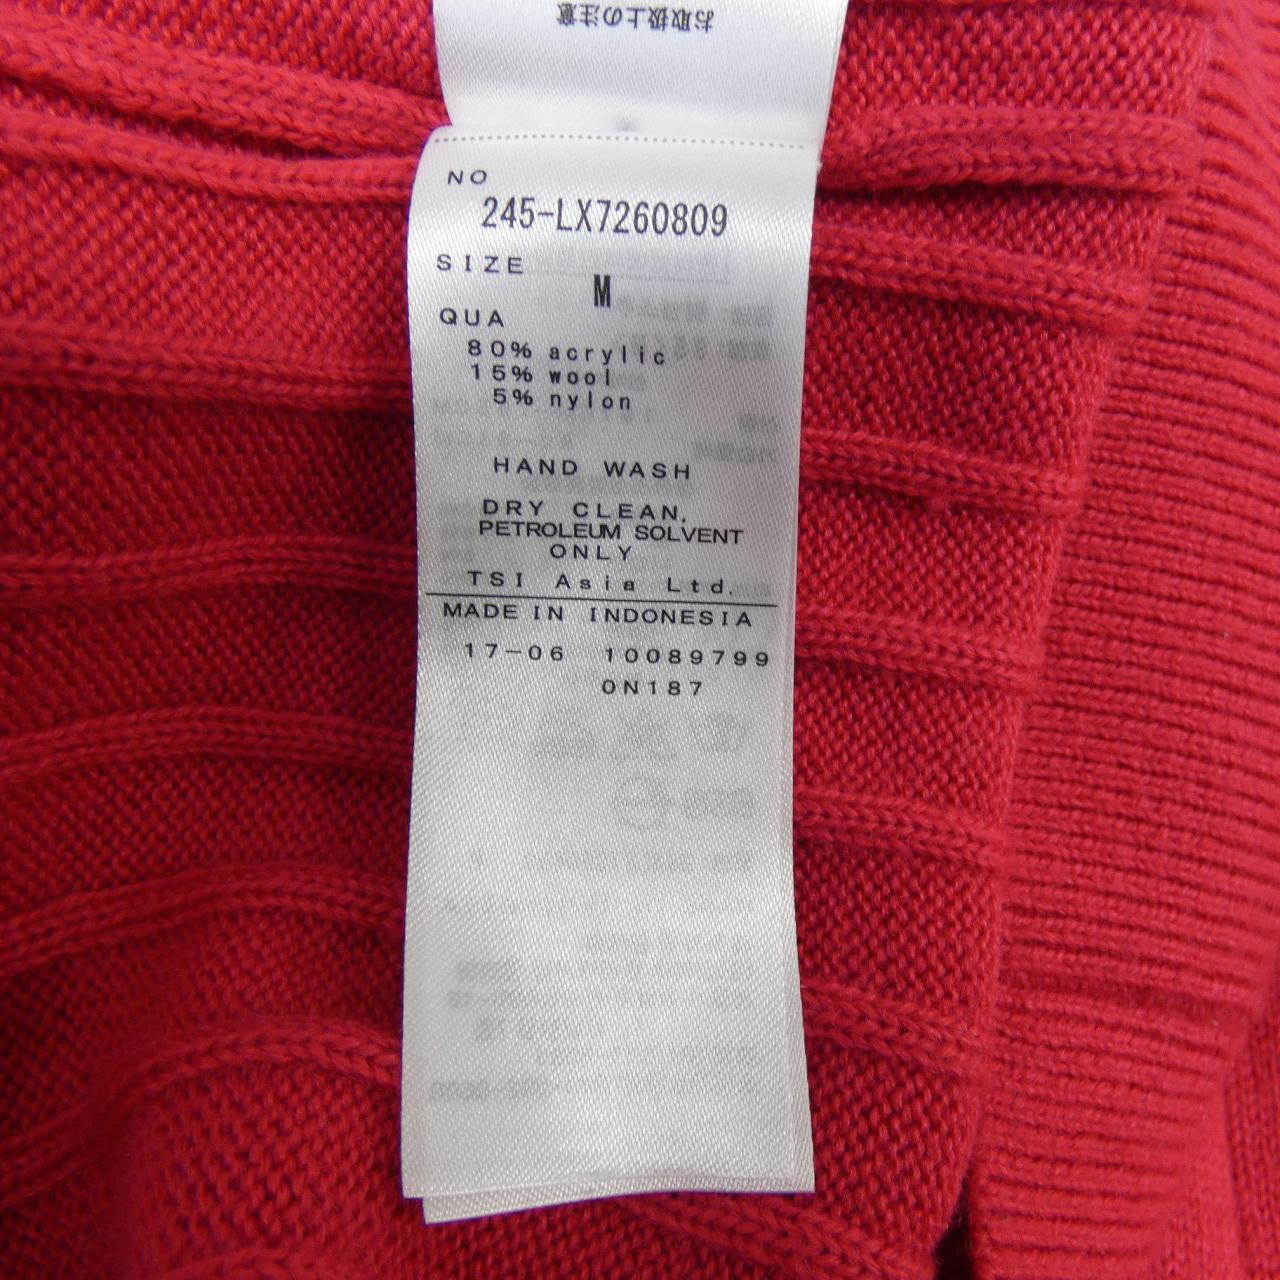 お取扱上の注意
NO
245-LX7260809
SIZE
M
QUA
80% acrylic
15% wool
5% nylon
HAND WASH
DRY CLEAN,
PETROLEUM SOLVENT
ONLY
TSI Asia Ltd.
MADE IN INDONESIA
17-06 10089799
0N187